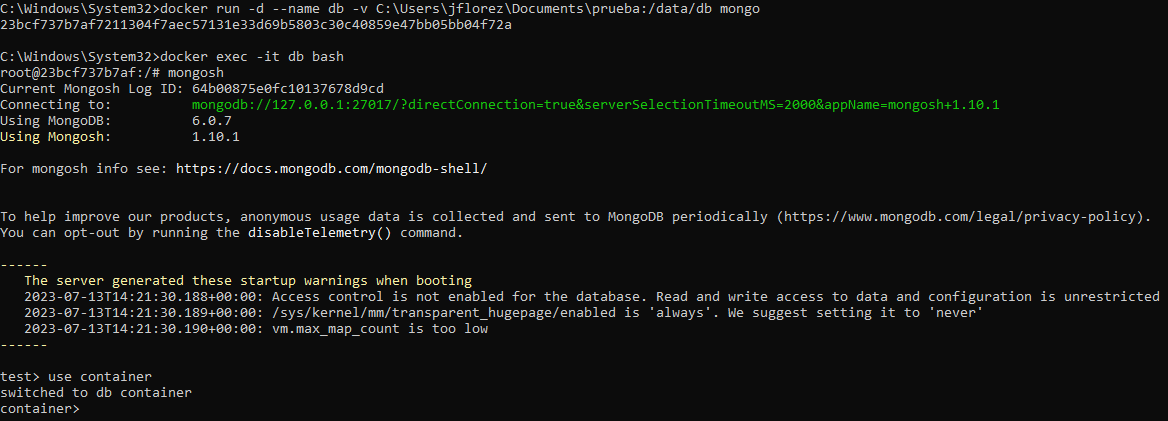 C:\Windows\System32>docker run -d --name db -v C:\Users\jflorez\Documents\prueba:/data/db mongo
23bcf737b7af7211304f7aec57131e33d69b5803c30c40859e47bb05bb04f72a
C:\Windows\System32>docker exec -it db bash
root@23bcf737b7af:/# mongosh
Current Mongosh Log ID: 64b00875e0fc10137678d9cd
Connecting to:          mongodb://127.0.0.1:27017/?directConnection=true&serverSelectionTimeoutMS=2000&appName=mongosh+1.10.1
Using MongoDB:          6.0.7
Using Mongosh:          1.10.1
For mongosh info see: https://docs.mongodb.com/mongodb-shell/
To help improve our products, anonymous usage data is collected and sent to MongoDB periodically (https://www.mongodb.com/legal/privacy-policy).
You can opt-out by running the disableTelemetry() command.
------
   The server generated these startup warnings when booting
   2023-07-13T14:21:30.188+00:00: Access control is not enabled for the database. Read and write access to data and configuration is unrestricted
   2023-07-13T14:21:30.189+00:00: /sys/kernel/mm/transparent_hugepage/enabled is 'always'. We suggest setting it to 'never'
   2023-07-13T14:21:30.190+00:00: vm.max_map_count is too low
------
test> use container
switched to db container
container>